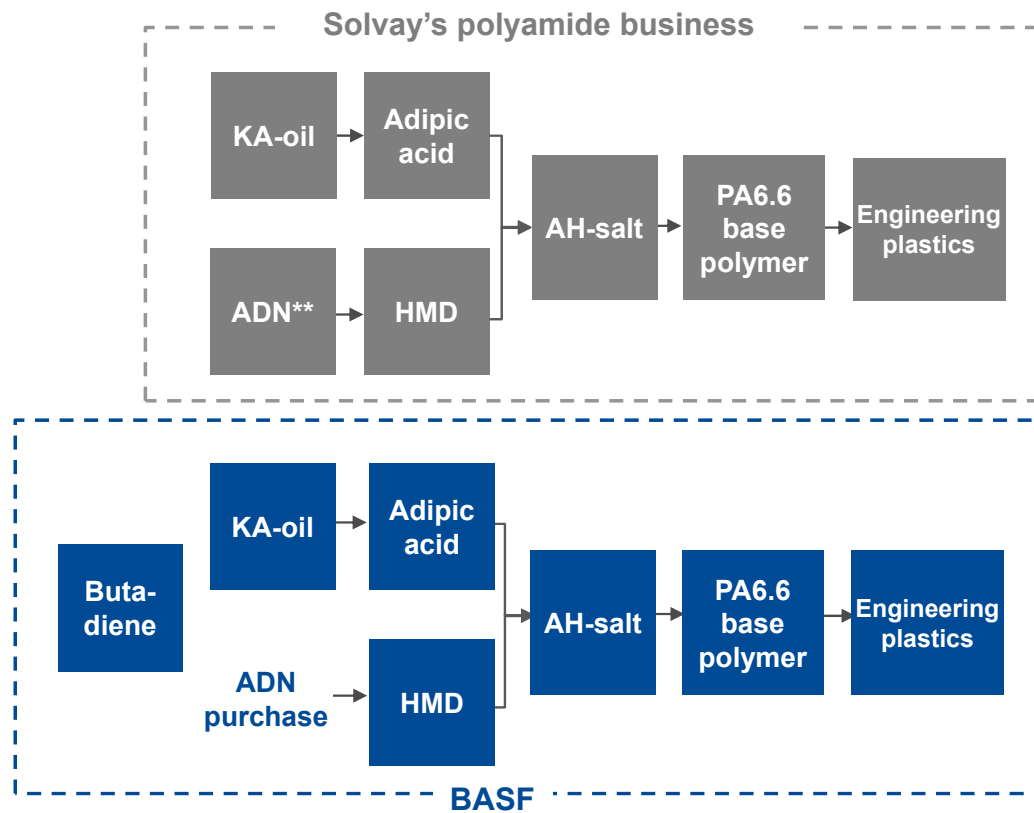 Solvay's polyamide business
KA-oil
Adipic
acid
ADN**
HMD
AH-salt
PA6.6
base
polymer
Engineering
plastics
Buta-
diene
KA-oil
Adipic
acid
ADN
purchase
HMD
AH-salt
PA6.6
base
polymer
Engineering
plastics
BASF